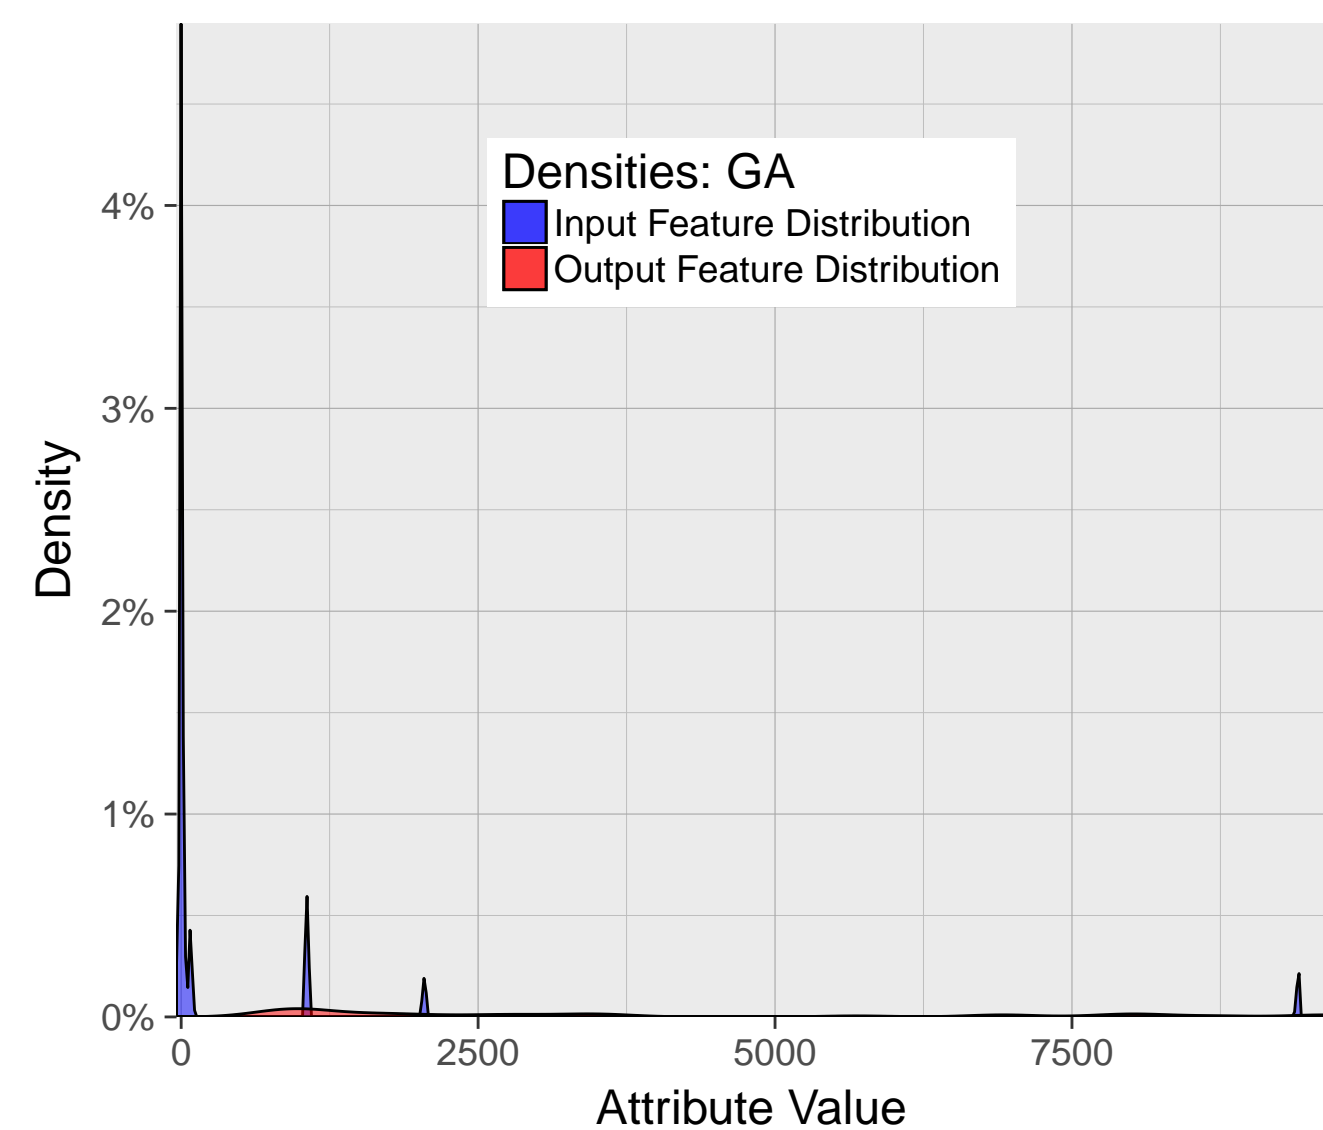 Densities: GA
Input Feature Distribution
Output Feature Distribution
4%
3%
2%
1%
0%
Density
0 2500 5000 7500
Attribute Value